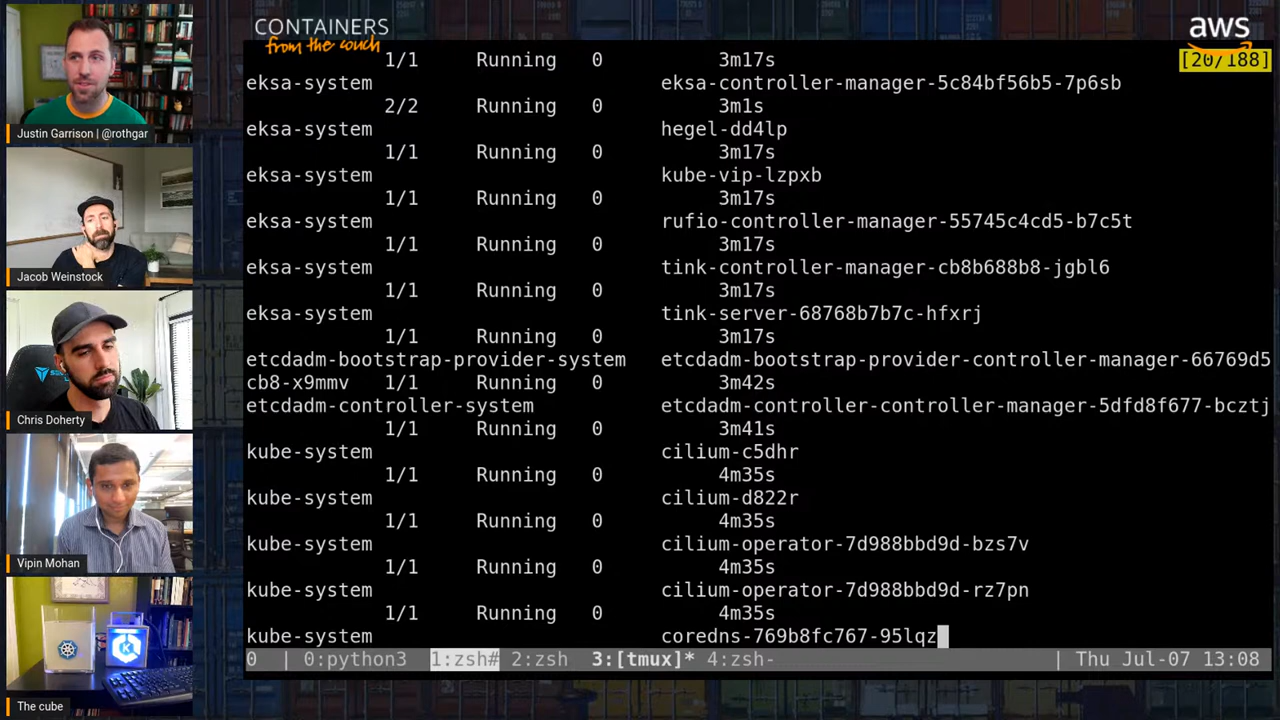 CONTAINERS
from the couch
aws
[20/188]
1/1 Running 0 3m17s
eksa-system eksa-controller-manager-5c84bf56b5-7p6sb
2/2 Running 0 3m1s
eksa-system hegel-dd4lp
1/1 Running 0 3m17s
eksa-system kube-vip-lzpxb
1/1 Running 0 3m17s
eksa-system rufio-controller-manager-55745c4cd5-b7c5t
1/1 Running 0 3m17s
eksa-system tink-controller-manager-cb8b688b8-jgbl6
1/1 Running 0 3m17s
eksa-system tink-server-68768b7b7c-hfxrj
1/1 Running 0 3m17s
etcdadm-bootstrap-provider-system etcdadm-bootstrap-provider-controller-manager-66769d5
cb8-x9mmv 1/1 Running 0 3m42s
etcdadm-controller-system etcdadm-controller-controller-manager-5dfd8f677-bcztj
1/1 Running 0 3m41s
kube-system cilium-c5dhr
1/1 Running 0 4m35s
kube-system cilium-d822r
1/1 Running 0 4m35s
kube-system cilium-operator-7d988bbd9d-bzs7v
1/1 Running 0 4m35s
kube-system cilium-operator-7d988bbd9d-rz7pn
1/1 Running 0 4m35s
kube-system coredns-769b8fc767-95lqz
0 | 0:python3 1:zsh# 2:zsh 3:[tmux]* 4:zsh- | Thu Jul-07 13:08
Justin Garrison | @rothgar
Jacob Weinstock
Chris Doherty
Vipin Mohan
The cube